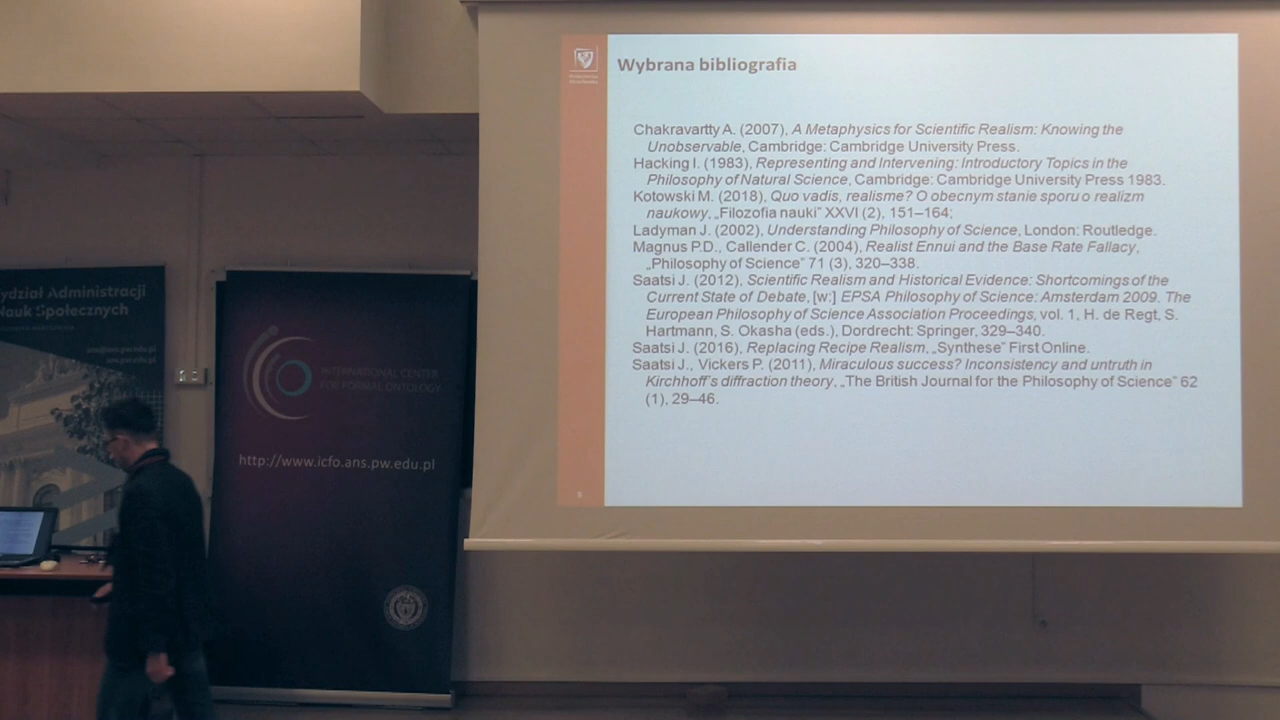 Wybrana bibliografia
Chakravartty A. (2007), A Metaphysics for Scientific Realism: Knowing the
Unobservable, Cambridge: Cambridge University Press.
Hacking I. (1983), Representing and Intervening: Introductory Topics in the
Philosophy of Natural Science, Cambridge: Cambridge University Press 1983.
Kotowski M. (2018), Quo vadis, realisme? O obecnym stanie sporu o realizm
naukowy, „Filozofia nauki” XXVI (2), 151–164;
Ladyman J. (2002), Understanding Philosophy of Science, London: Routledge.
Magnus P.D., Callender C. (2004), Realist Ennui and the Base Rate Fallacy,
„Philosophy of Science” 71 (3), 320–338.
Saatsi J. (2012), Scientific Realism and Historical Evidence: Shortcomings of the
Current State of Debate, [w:] EPSA Philosophy of Science: Amsterdam 2009. The
European Philosophy of Science Association Proceedings, vol. 1, H. de Regt, S.
Hartmann, S. Okasha (eds.), Dordrecht: Springer, 329–340.
Saatsi J. (2016), Replacing Recipe Realism, „Synthese” First Online.
Saatsi J., Vickers P. (2011), Miraculous success? Inconsistency and untruth in
Kirchhoff's diffraction theory, „The British Journal for the Philosophy of Science” 62
(1), 29–46.
ydział Administracji
Nauk Społecznych
INTERNATIONAL CENTER
FOR FORMAL ONTOLOGY
http://www.icfo.ans.pw.edu.pl